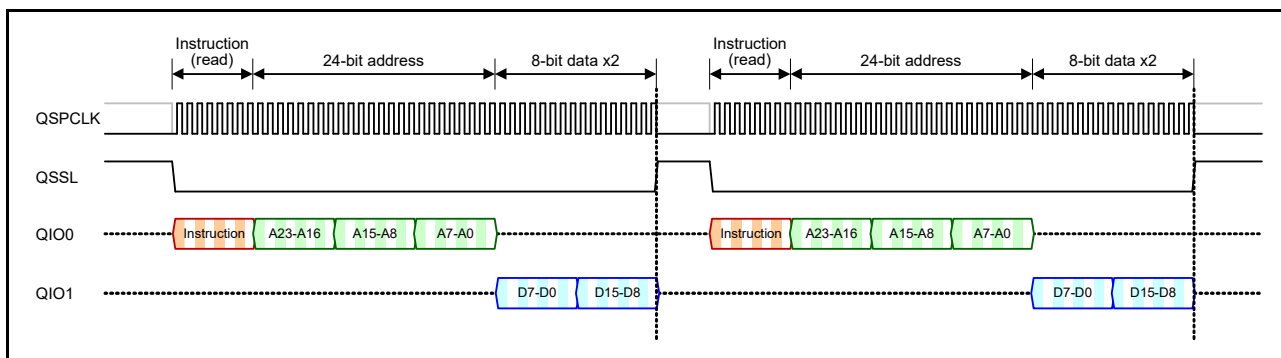 Instruction
(read)
24-bit address
8-bit data x2
Instruction
(read)
24-bit address
8-bit data x2
QSPCLK
QSSL
QIO0
Instruction
A23-A16
A15-A8
A7-A0
Instruction
A23-A16
A15-A8
A7-A0
QIO1
D7-D0
D15-D8
D7-D0
D15-D8